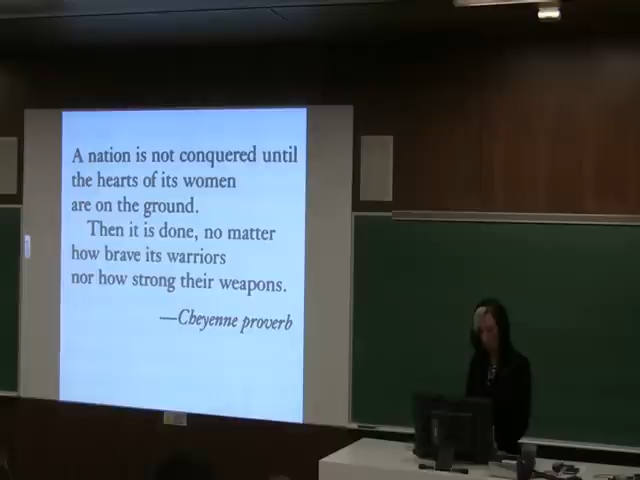 A nation is not conquered until
the hearts of its women
are on the ground.
Then it is done, no matter
how brave its warriors
nor how strong their weapons.
—Cheyenne proverb